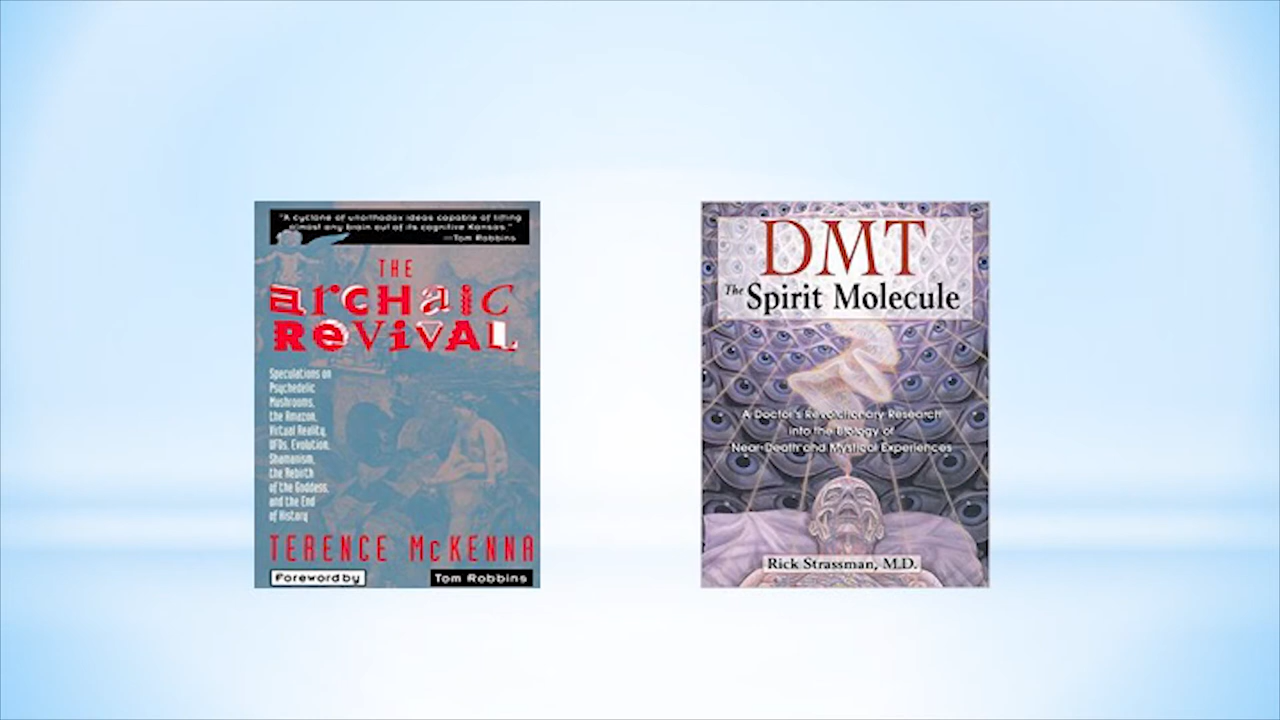 "A cyclone of unorthodox ideas capable of lifting
almost any brain out of its cognitive Kansas."
—Tom Robbins
THE
aRCHaic
ReVivAL
Speculations on
Psychedelic
Mushrooms,
the Amazon,
Virtual Reality,
UFOs, Evolution,
Shamanism,
the Rebirth
of the Goddess,
and the End
of History
TERENCE McKENNA
Foreword by
Tom Robbins
DMT
The Spirit Molecule
A Doctor's Revolutionary Research
into the Biology of
Near-Death and Mystical Experiences
Rick Strassman, M.D.